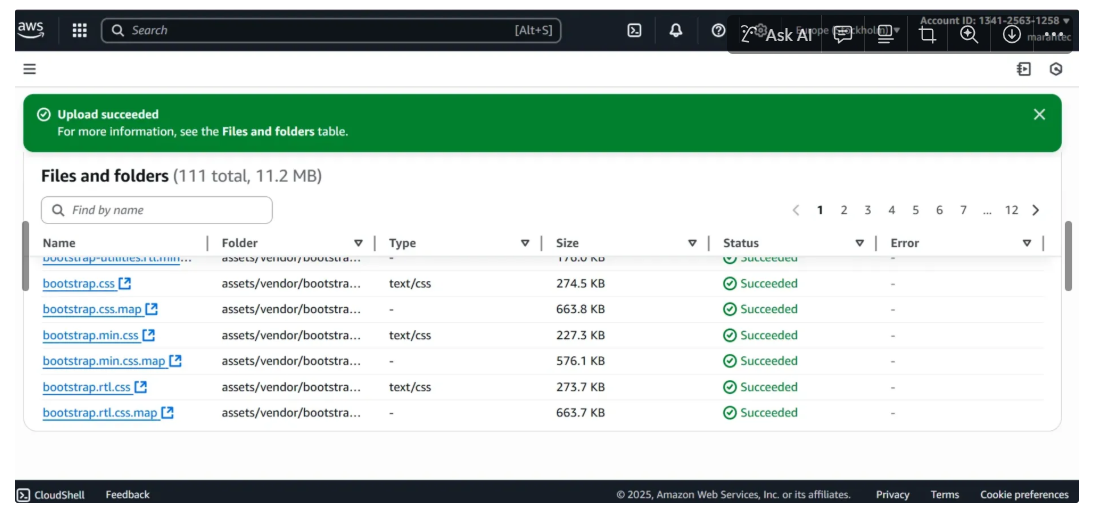 aws
Search
[Alt+S]
Ask AI
Account ID: 1341-2563-1258
marantec
Upload succeeded
For more information, see the Files and folders table.
Files and folders (111 total, 11.2 MB)
Find by name
1 2 3 4 5 6 7 ... 12
Name Folder Type Size Status Error
bootstrap-utilities.rtl.min... assets/vendor/bootstra... - 176.0 KB Succeeded -
bootstrap.css assets/vendor/bootstra... text/css 274.5 KB Succeeded -
bootstrap.css.map assets/vendor/bootstra... - 663.8 KB Succeeded -
bootstrap.min.css assets/vendor/bootstra... text/css 227.3 KB Succeeded -
bootstrap.min.css.map assets/vendor/bootstra... - 576.1 KB Succeeded -
bootstrap.rtl.css assets/vendor/bootstra... text/css 273.7 KB Succeeded -
bootstrap.rtl.css.map assets/vendor/bootstra... - 663.7 KB Succeeded -
CloudShell Feedback © 2025, Amazon Web Services, Inc. or its affiliates. Privacy Terms Cookie preferences